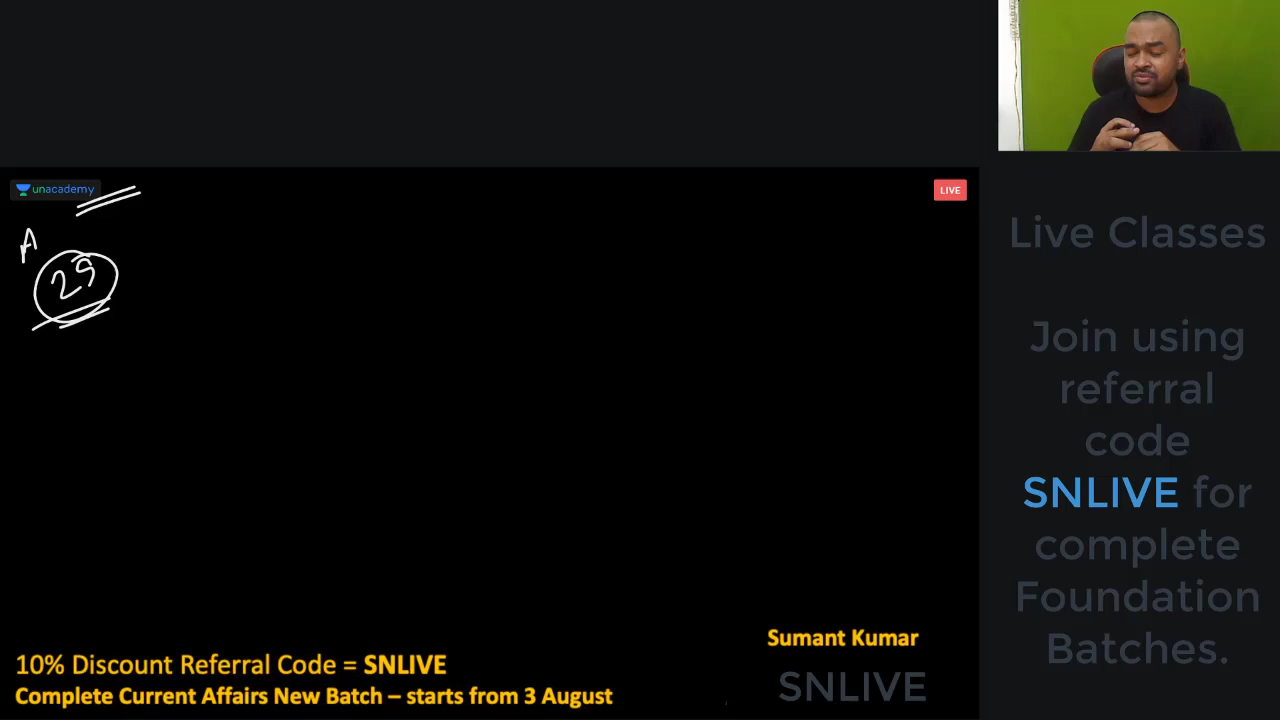 unacademy
LIVE
A
29
Live Classes
Join using
referral
code
SNLIVE for
complete
Foundation
Batches.
Sumant Kumar
SNLIVE
10% Discount Referral Code = SNLIVE
Complete Current Affairs New Batch – starts from 3 August